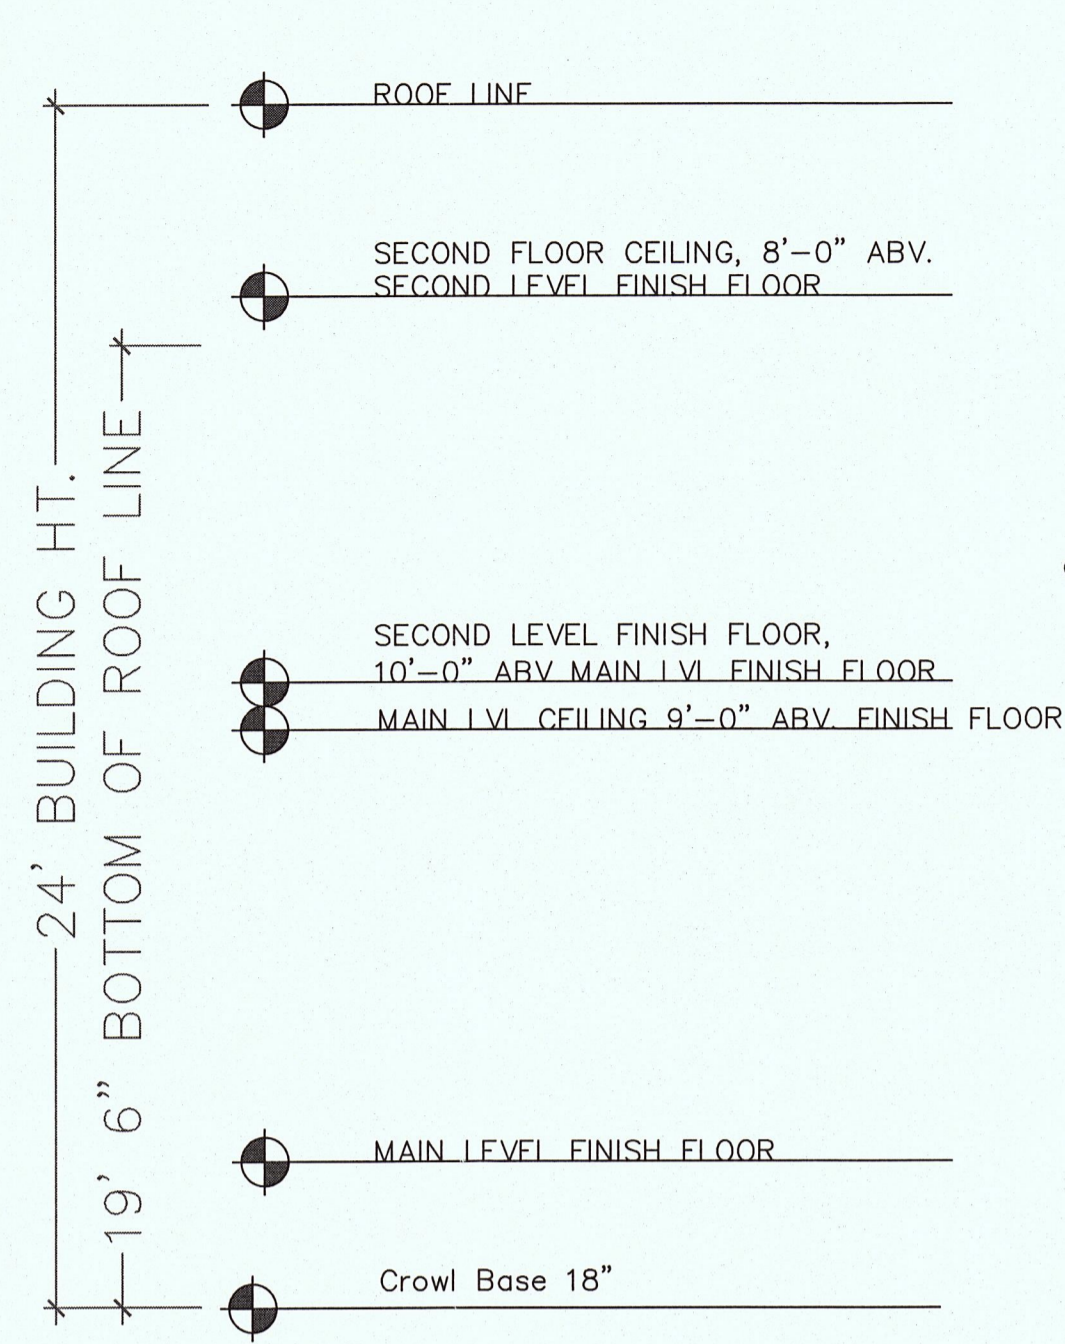 ROOF LINE
SECOND FLOOR CEILING, 8'-0" ABV.
SECOND LEVEL FINISH FLOOR
SECOND LEVEL FINISH FLOOR,
10'-0" ABV MAIN LVL FINISH FLOOR
MAIN LVL CEILING 9'-0" ABV. FINISH FLOOR
MAIN LEVEL FINISH FLOOR
Crowl Base 18"
24' BUILDING HT.
19' 6" BOTTOM OF ROOF LINE